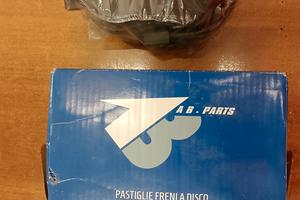 A B - PARTS
PASTIGLIE FRENI A DISCO